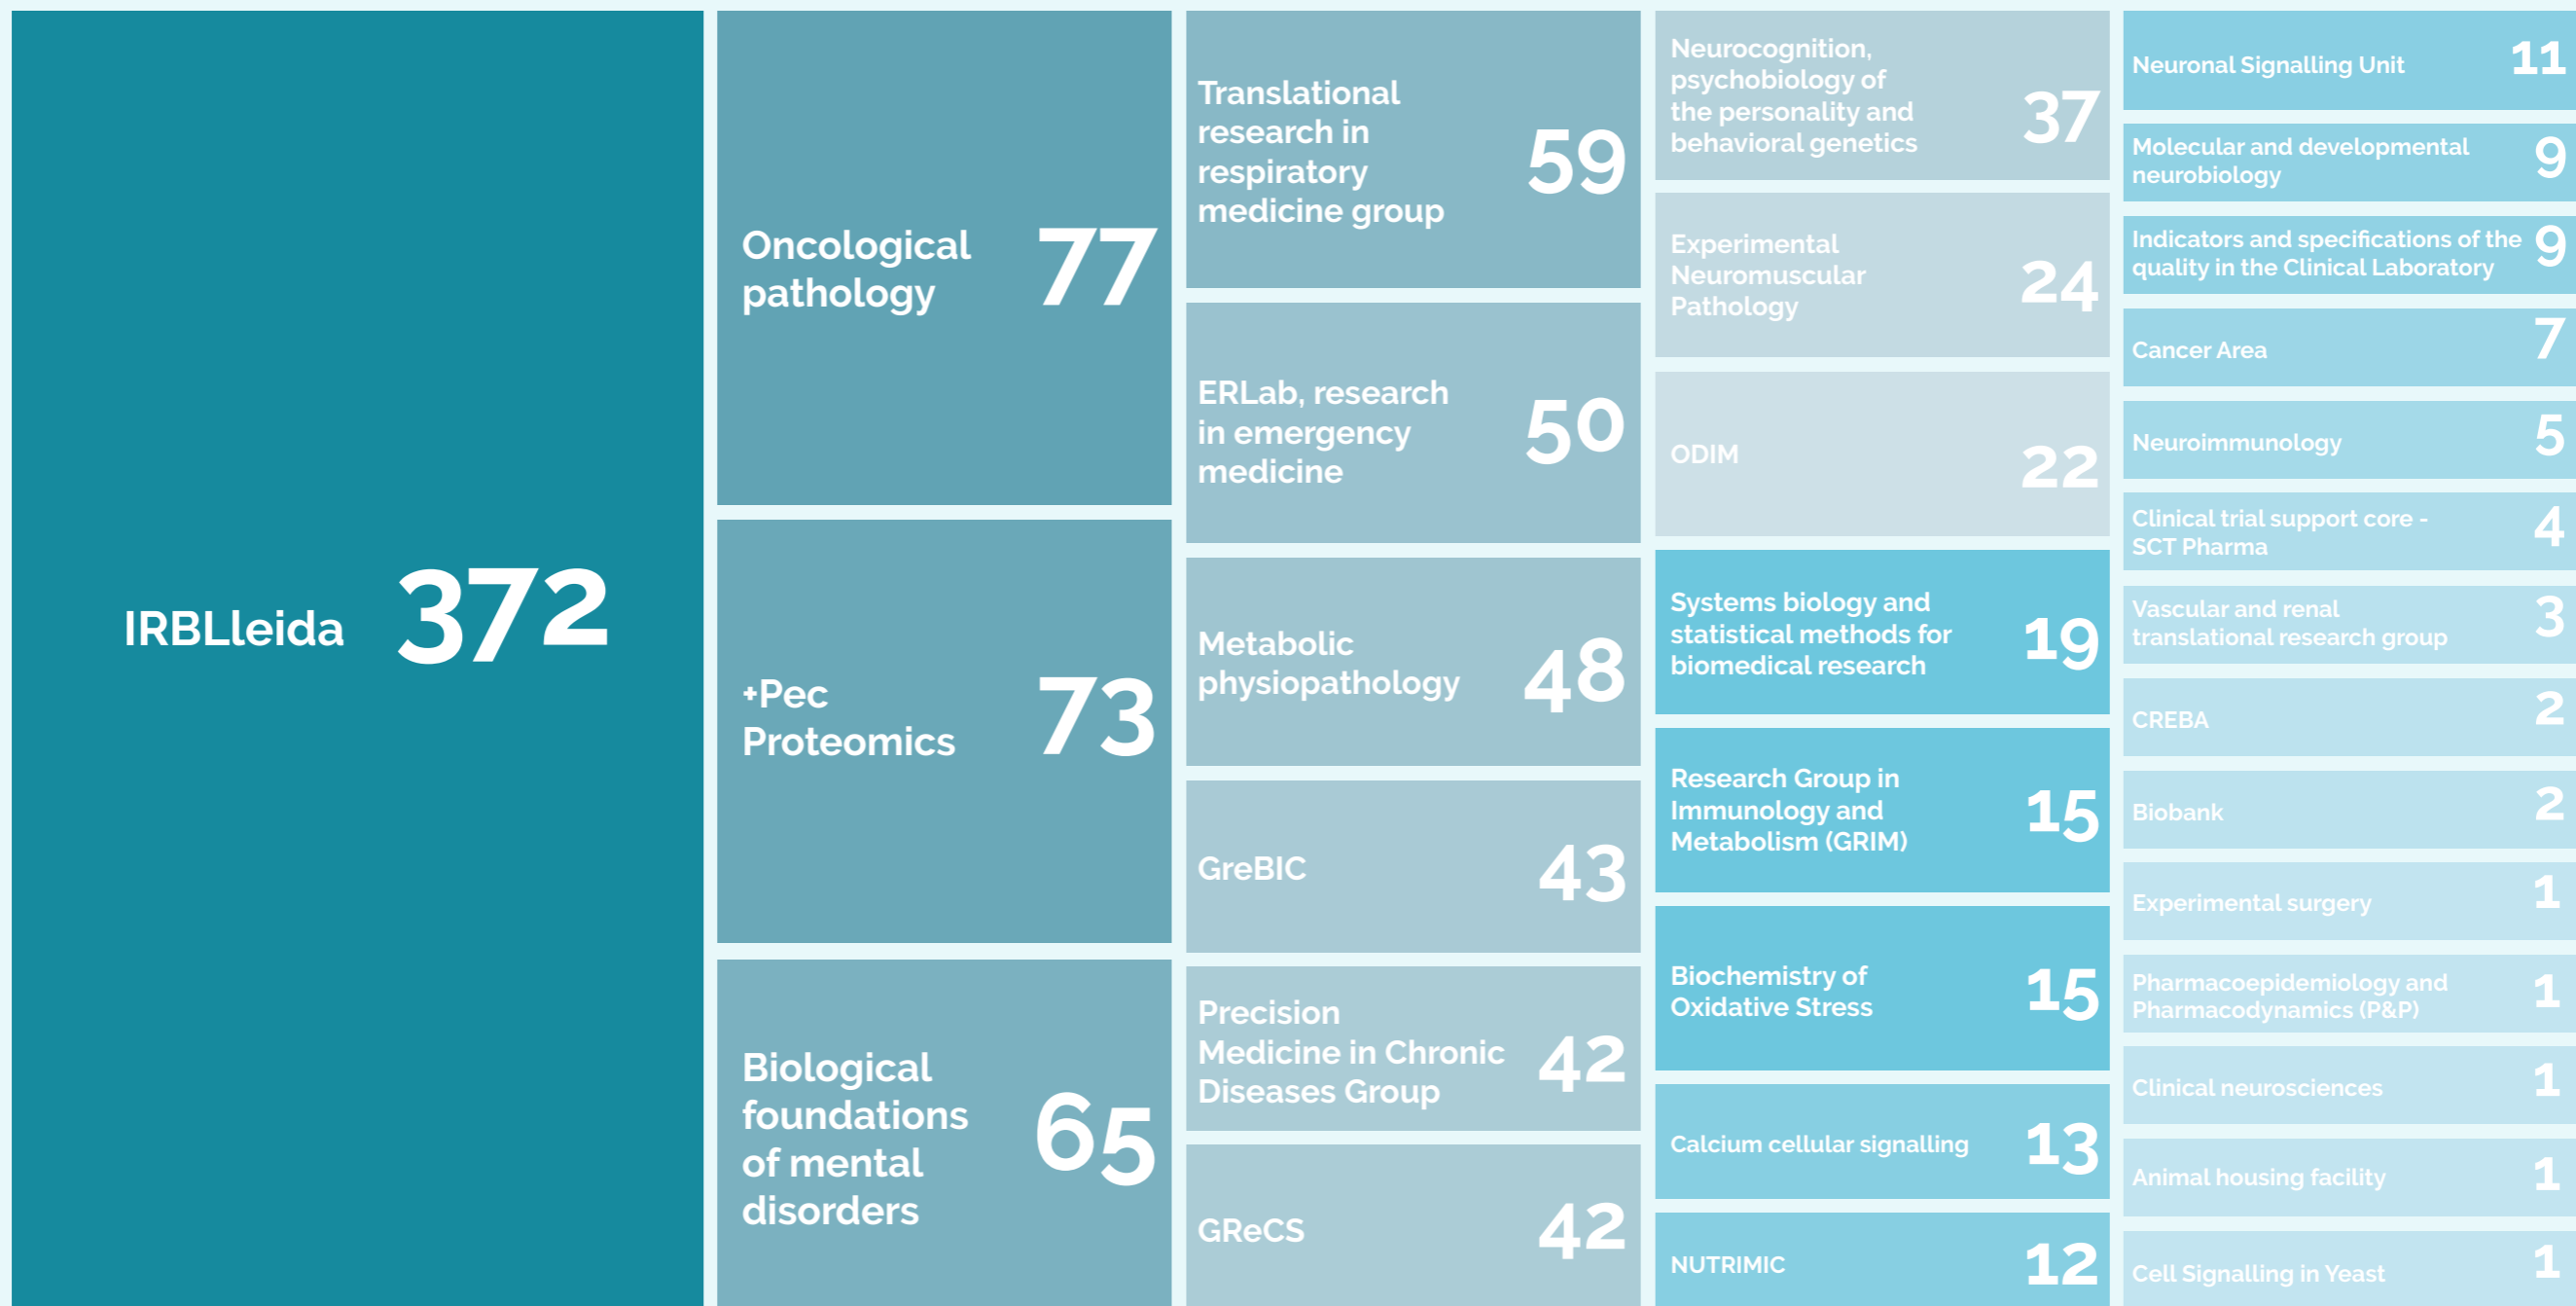 IRBLleida 372
Oncological
pathology
77
+Pec
Proteomics
73
Biological
foundations
of mental
disorders
65
Translational
research in
respiratory
medicine group
59
ERLab, research
in emergency
medicine
50
Metabolic
physiopathology
48
GreBIC 43
Precision
Medicine in Chronic
Diseases Group
42
GReCS 42
Neurocognition,
psychobiology of
the personality and
behavioral genetics
37
Experimental
Neuromuscular
Pathology
24
ODIM 22
Systems biology and
statistical methods for
biomedical research
19
Research Group in
Immunology and
Metabolism (GRIM)
15
Biochemistry of
Oxidative Stress
15
Calcium cellular signalling 13
NUTRIMIC 12
Neuronal Signalling Unit 11
Molecular and developmental
neurobiology
9
Indicators and specifications of the
quality in the Clinical Laboratory
9
Cancer Area 7
Neuroimmunology 5
Clinical trial support core -
SCT Pharma
4
Vascular and renal
translational research group
3
CREBA 2
Biobank 2
Experimental surgery 1
Pharmacoepidemiology and
Pharmacodynamics (P&P)
1
Clinical neurosciences 1
Animal housing facility 1
Cell Signalling in Yeast 1